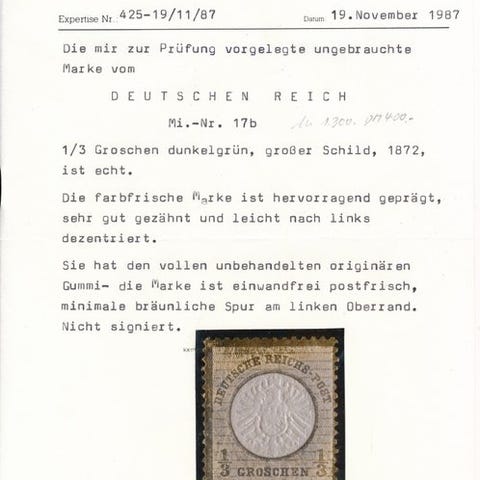 Expertise Nr.: 425-19/11/87 Datum 19.November 1987
Die mir zur Prüfung vorgelegte ungebrauchte
Marke vom
DEUTSCHEN REICH
Mi.-Nr. 17b 1300.- DM 400.-
1/3 Groschen dunkelgrün, großer Schild, 1872,
ist echt.
Die farbfrische Marke ist hervorragend geprägt,
sehr gut gezähnt und leicht nach links
dezentriert.
Sie hat den vollen unbehandelten originären
Gummi- die Marke ist einwandfrei postfrisch,
minimale bräunliche Spur am linken Oberrand.
Nicht signiert.
DEUTSCHE REICHS-POST
1/3 GROSCHEN 1/3